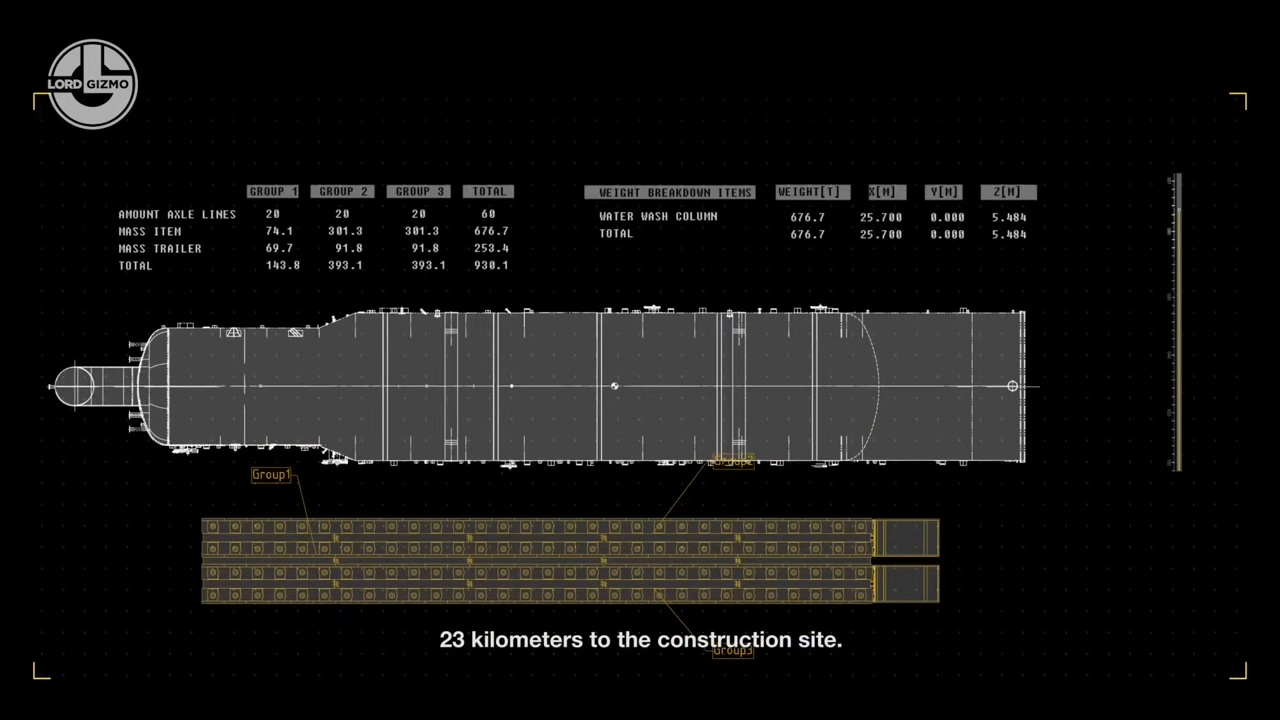 LORD GIZMO
GROUP 1 GROUP 2 GROUP 3 TOTAL
AMOUNT AXLE LINES 20 20 20 60
MASS ITEM 74.1 301.3 301.3 676.7
MASS TRAILER 69.7 91.8 91.8 253.4
TOTAL 143.8 393.1 393.1 930.1
WEIGHT BREAKDOWN ITEMS WEIGHT[T] X[M] Y[M] Z[M]
WATER WASH COLUMN 676.7 25.700 0.000 5.484
TOTAL 676.7 25.700 0.000 5.484
Group2
Group1
23 kilometers to the construction site.
Group3